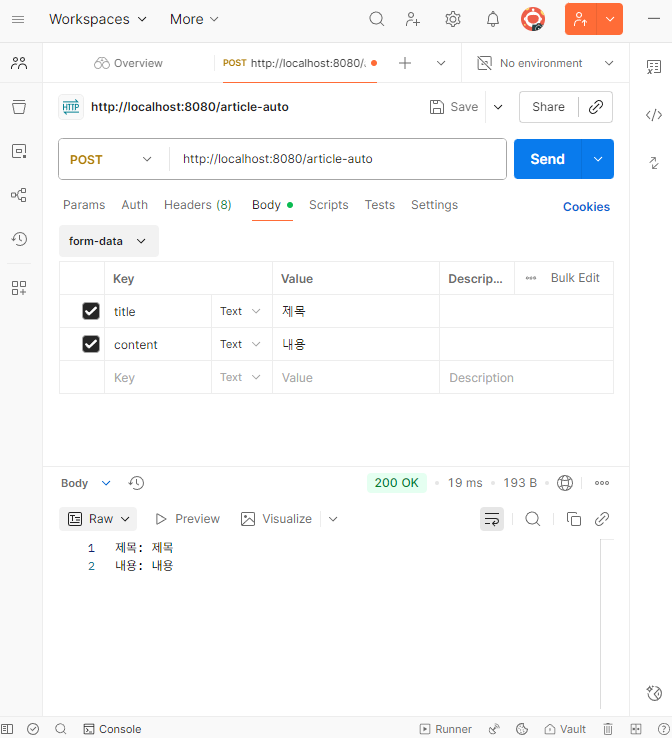 Workspaces More
Overview POST http://localhost:8080/ No environment
HTTP http://localhost:8080/article-auto Save Share
POST http://localhost:8080/article-auto Send
Params Auth Headers (8) Body Scripts Tests Settings Cookies
form-data
Key Value Descrip... Bulk Edit
title Text 제목
content Text 내용
Key Text Value Description
Body 200 OK 19 ms 193 B
Raw Preview Visualize
1 제목: 제목
2 내용: 내용
Console Runner Vault